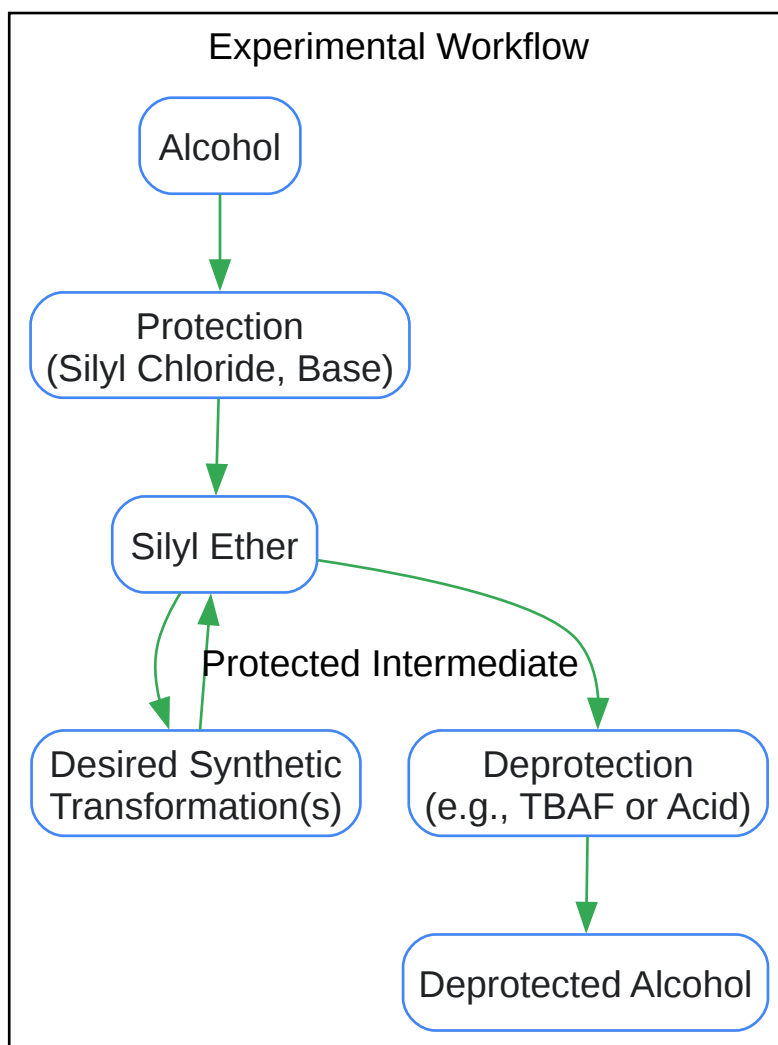 Experimental Workflow
Alcohol
Protection
(Silyl Chloride, Base)
Silyl Ether
Protected Intermediate
Desired Synthetic
Transformation(s)
Deprotection
(e.g., TBAF or Acid)
Deprotected Alcohol